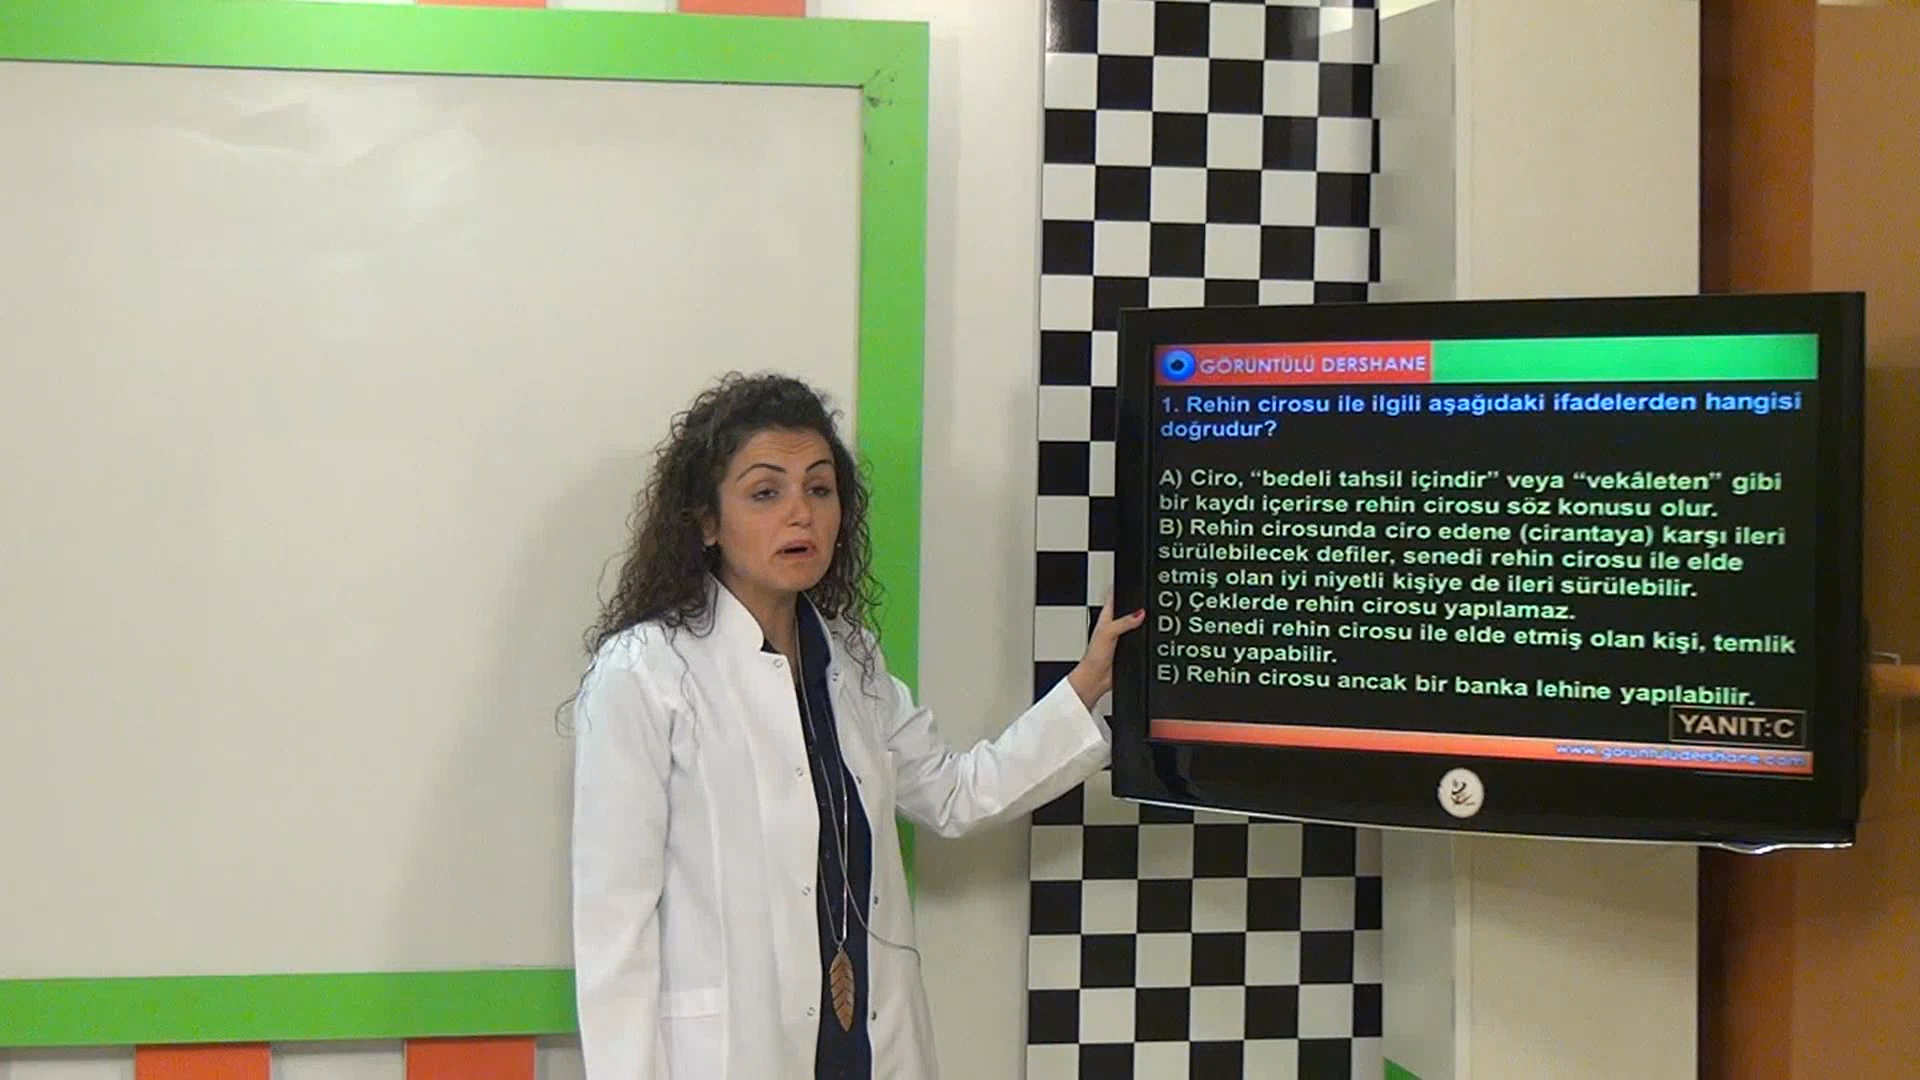 GÖRÜNTÜLÜ DERSHANE
1. Rehin cirosu ile ilgili aşağıdaki ifadelerden hangisi
doğrudur?
A) Ciro, “bedeli tahsil içindir” veya “vekâleten” gibi
bir kaydı içerirse rehin cirosu söz konusu olur.
B) Rehin cirosunda ciro edene (cirantaya) karşı ileri
sürülebilecek defiler, senedi rehin cirosu ile elde
etmiş olan iyi niyetli kişiye de ileri sürülebilir.
C) Çeklerde rehin cirosu yapılamaz.
D) Senedi rehin cirosu ile elde etmiş olan kişi, temlik
cirosu yapabilir.
E) Rehin cirosu ancak bir banka lehine yapılabilir.
YANIT:C
www.goruntuludershane.com